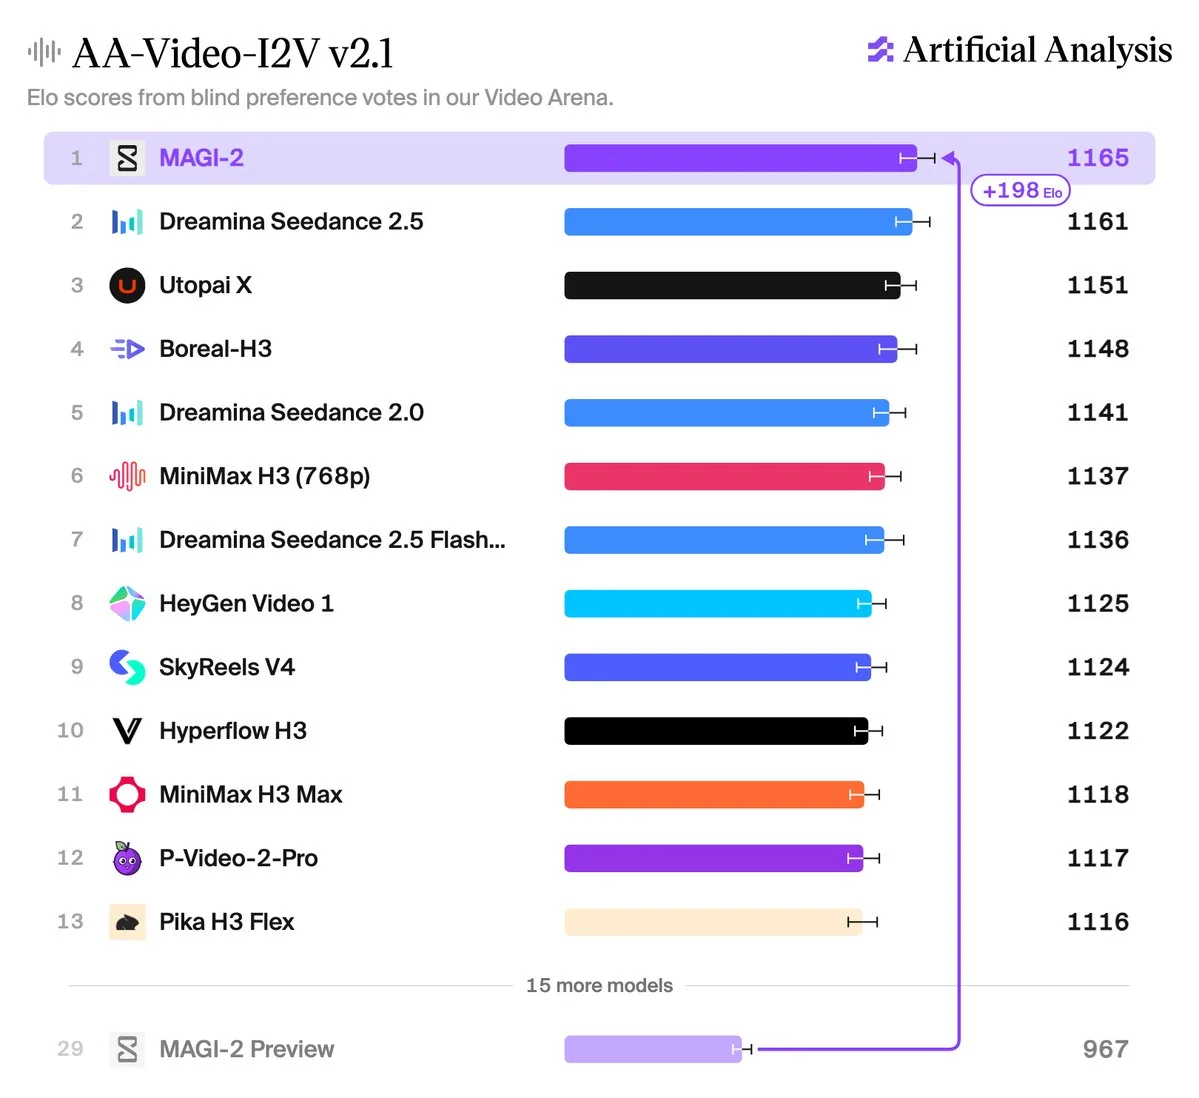 AA-Video-I2V v2.1
Artificial Analysis
Elo scores from blind preference votes in our Video Arena.
1 MAGI-2 1165
+198 Elo
2 Dreamina Seedance 2.5 1161
3 Utopai X 1151
4 Boreal-H3 1148
5 Dreamina Seedance 2.0 1141
6 MiniMax H3 (768p) 1137
7 Dreamina Seedance 2.5 Flash... 1136
8 HeyGen Video 1 1125
9 SkyReels V4 1124
10 Hyperflow H3 1122
11 MiniMax H3 Max 1118
12 P-Video-2-Pro 1117
13 Pika H3 Flex 1116
15 more models
29 MAGI-2 Preview 967